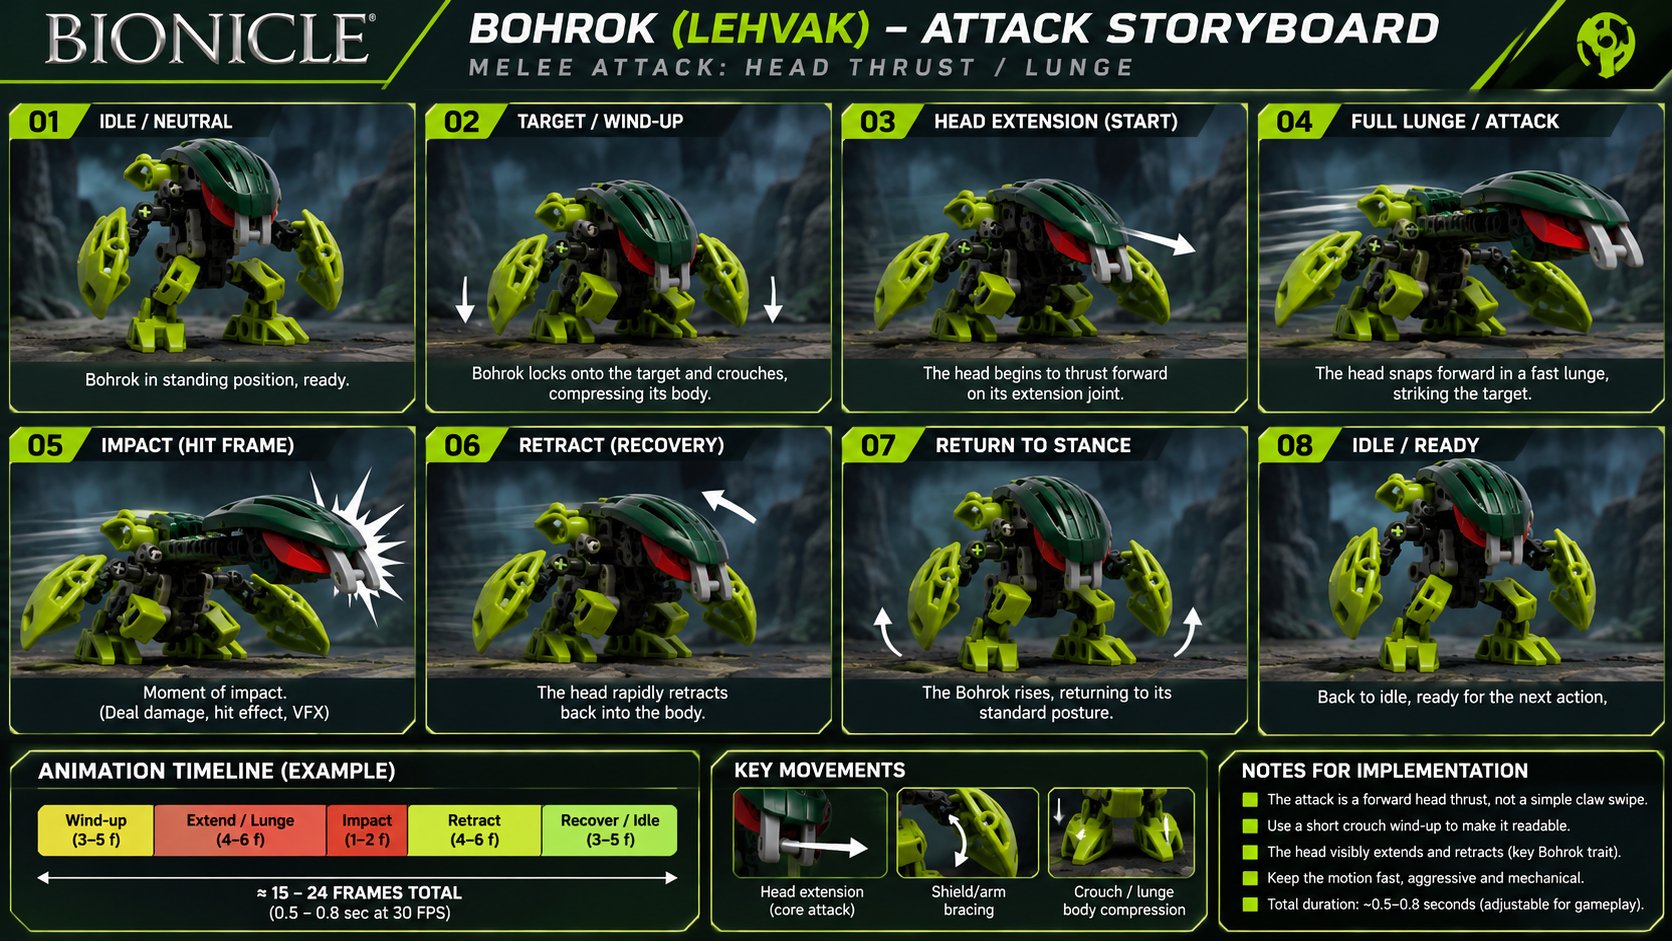 BIONICLE®
BOHROK (LEHVAK) – ATTACK STORYBOARD
MELEE ATTACK: HEAD THRUST / LUNGE
01 IDLE / NEUTRAL
Bohrok in standing position, ready.
02 TARGET / WIND-UP
Bohrok locks onto the target and crouches,
compressing its body.
03 HEAD EXTENSION (START)
The head begins to thrust forward
on its extension joint.
04 FULL LUNGE / ATTACK
The head snaps forward in a fast lunge,
striking the target.
05 IMPACT (HIT FRAME)
Moment of impact.
(Deal damage, hit effect, VFX)
06 RETRACT (RECOVERY)
The head rapidly retracts
back into the body.
07 RETURN TO STANCE
The Bohrok rises, returning to its
standard posture.
08 IDLE / READY
Back to idle, ready for the next action,
ANIMATION TIMELINE (EXAMPLE)
Wind-up
(3–5 f)
Extend / Lunge
(4–6 f)
Impact
(1–2 f)
Retract
(4–6 f)
Recover / Idle
(3–5 f)
≈ 15 – 24 FRAMES TOTAL
(0.5 – 0.8 sec at 30 FPS)
KEY MOVEMENTS
Head extension
(core attack)
Shield/arm
bracing
Crouch / lunge
body compression
NOTES FOR IMPLEMENTATION
The attack is a forward head thrust, not a simple claw swipe.
Use a short crouch wind-up to make it readable.
The head visibly extends and retracts (key Bohrok trait).
Keep the motion fast, aggressive and mechanical.
Total duration: ~0.5–0.8 seconds (adjustable for gameplay).